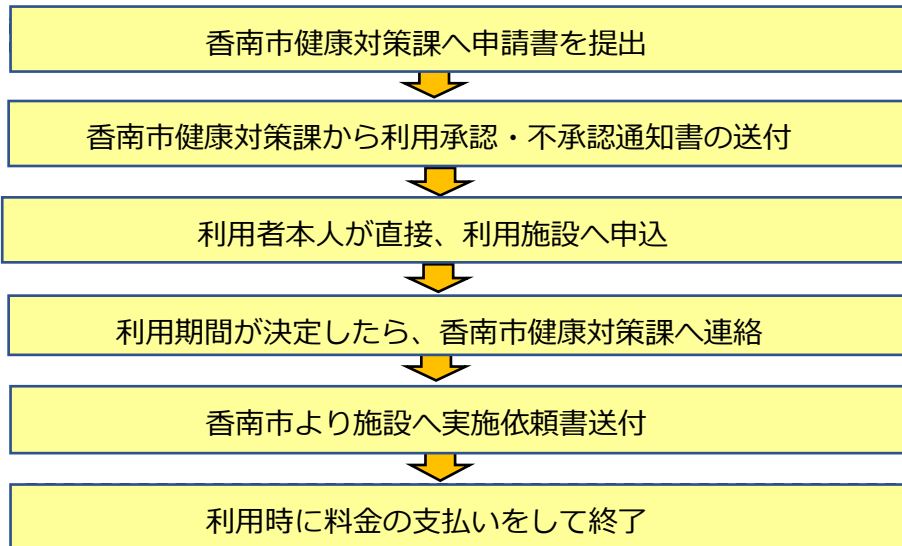 香南市健康対策課へ申請書を提出
香南市健康対策課から利用承認・不承認通知書の送付
利用者本人が直接、利用施設へ申込
利用期間が決定したら、香南市健康対策課へ連絡
香南市より施設へ実施依頼書送付
利用時に料金の支払いをして終了